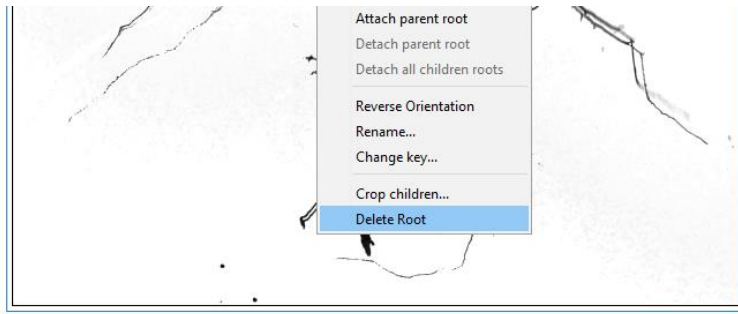 Attach parent root
Detach parent root
Detach all children roots
Reverse Orientation
Rename...
Change key...
Crop children...
Delete Root